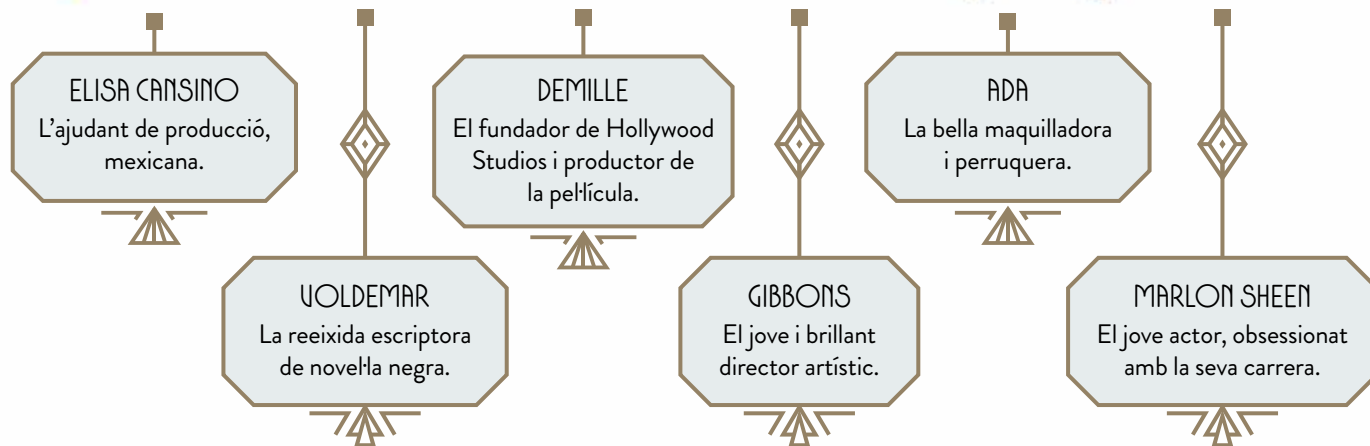 ELISA CANSINO
L'ajudant de producció,
mexicana.
VOLDEMAR
La reeixida escriptora
de novel·la negra.
DEMILLE
El fundador de Hollywood
Studios i productor de
la pel·lícula.
GIBBONS
El jove i brillant
director artístic.
ADA
La bella maquilladora
i perruquera.
MARLON SHEEN
El jove actor, obsessionat
amb la seva carrera.